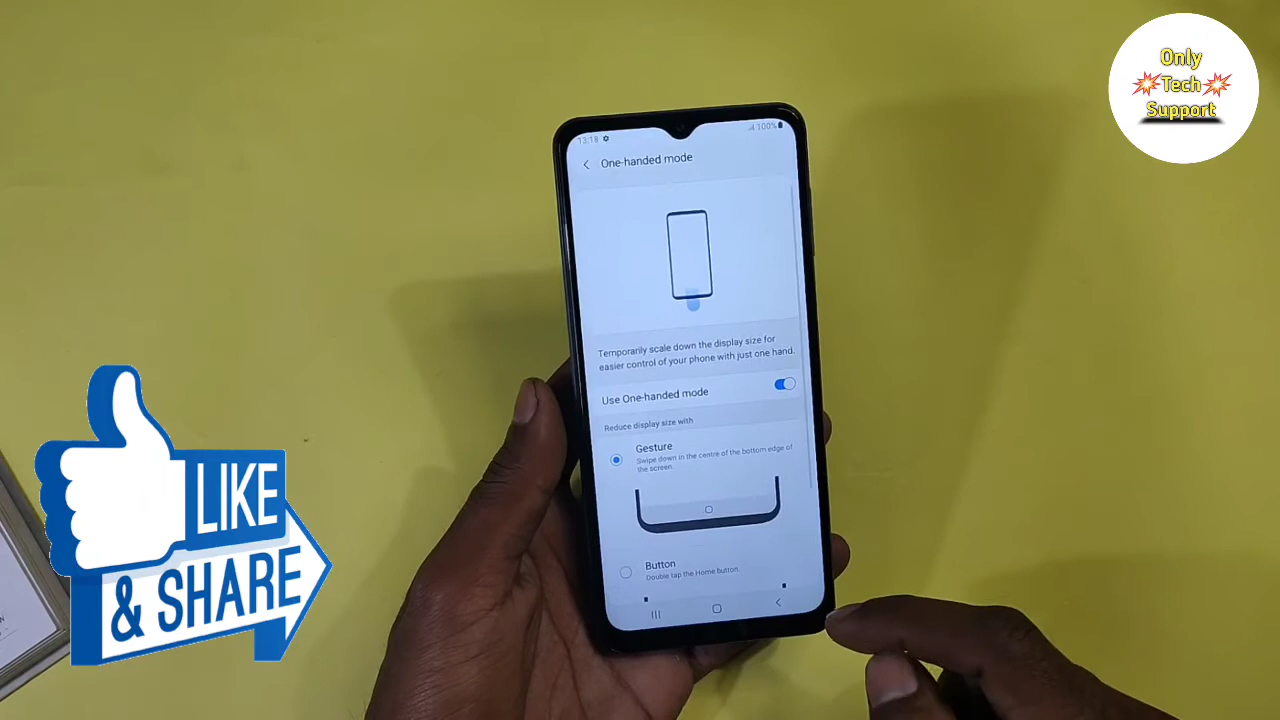 Only
Tech
Support
13:18
100%
One-handed mode
Temporarily scale down the display size for
easier control of your phone with just one hand.
Use One-handed mode
Reduce display size with
Gesture
Swipe down in the centre of the bottom edge of
the screen.
Button
Double tap the Home button.
LIKE
& SHARE